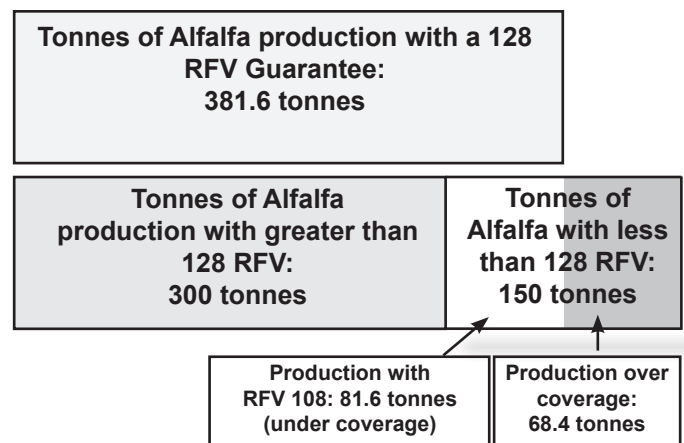 Tonnes of Alfalfa production with a 128
RFV Guarantee:
381.6 tonnes
Tonnes of Alfalfa
production with greater than
128 RFV:
300 tonnes
Tonnes of
Alfalfa with less
than 128 RFV:
150 tonnes
Production with
RFV 108: 81.6 tonnes
(under coverage)
Production over
coverage:
68.4 tonnes